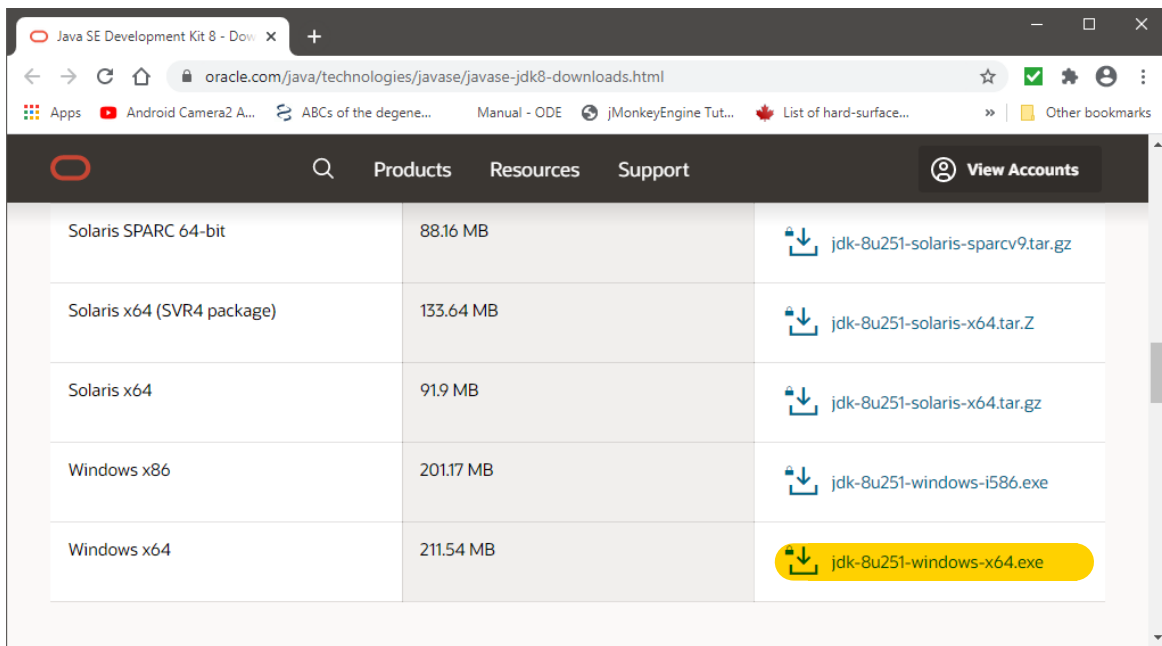 Java SE Development Kit 8 - Dow
oracle.com/java/technologies/javase/javase-jdk8-downloads.html
Apps Android Camera2 A... ABCs of the degene... Manual - ODE jMonkeyEngine Tut... List of hard-surface... » Other bookmarks
Products Resources Support View Accounts
Solaris SPARC 64-bit 88.16 MB jdk-8u251-solaris-sparcv9.tar.gz
Solaris x64 (SVR4 package) 133.64 MB jdk-8u251-solaris-x64.tar.Z
Solaris x64 91.9 MB jdk-8u251-solaris-x64.tar.gz
Windows x86 201.17 MB jdk-8u251-windows-i586.exe
Windows x64 211.54 MB jdk-8u251-windows-x64.exe